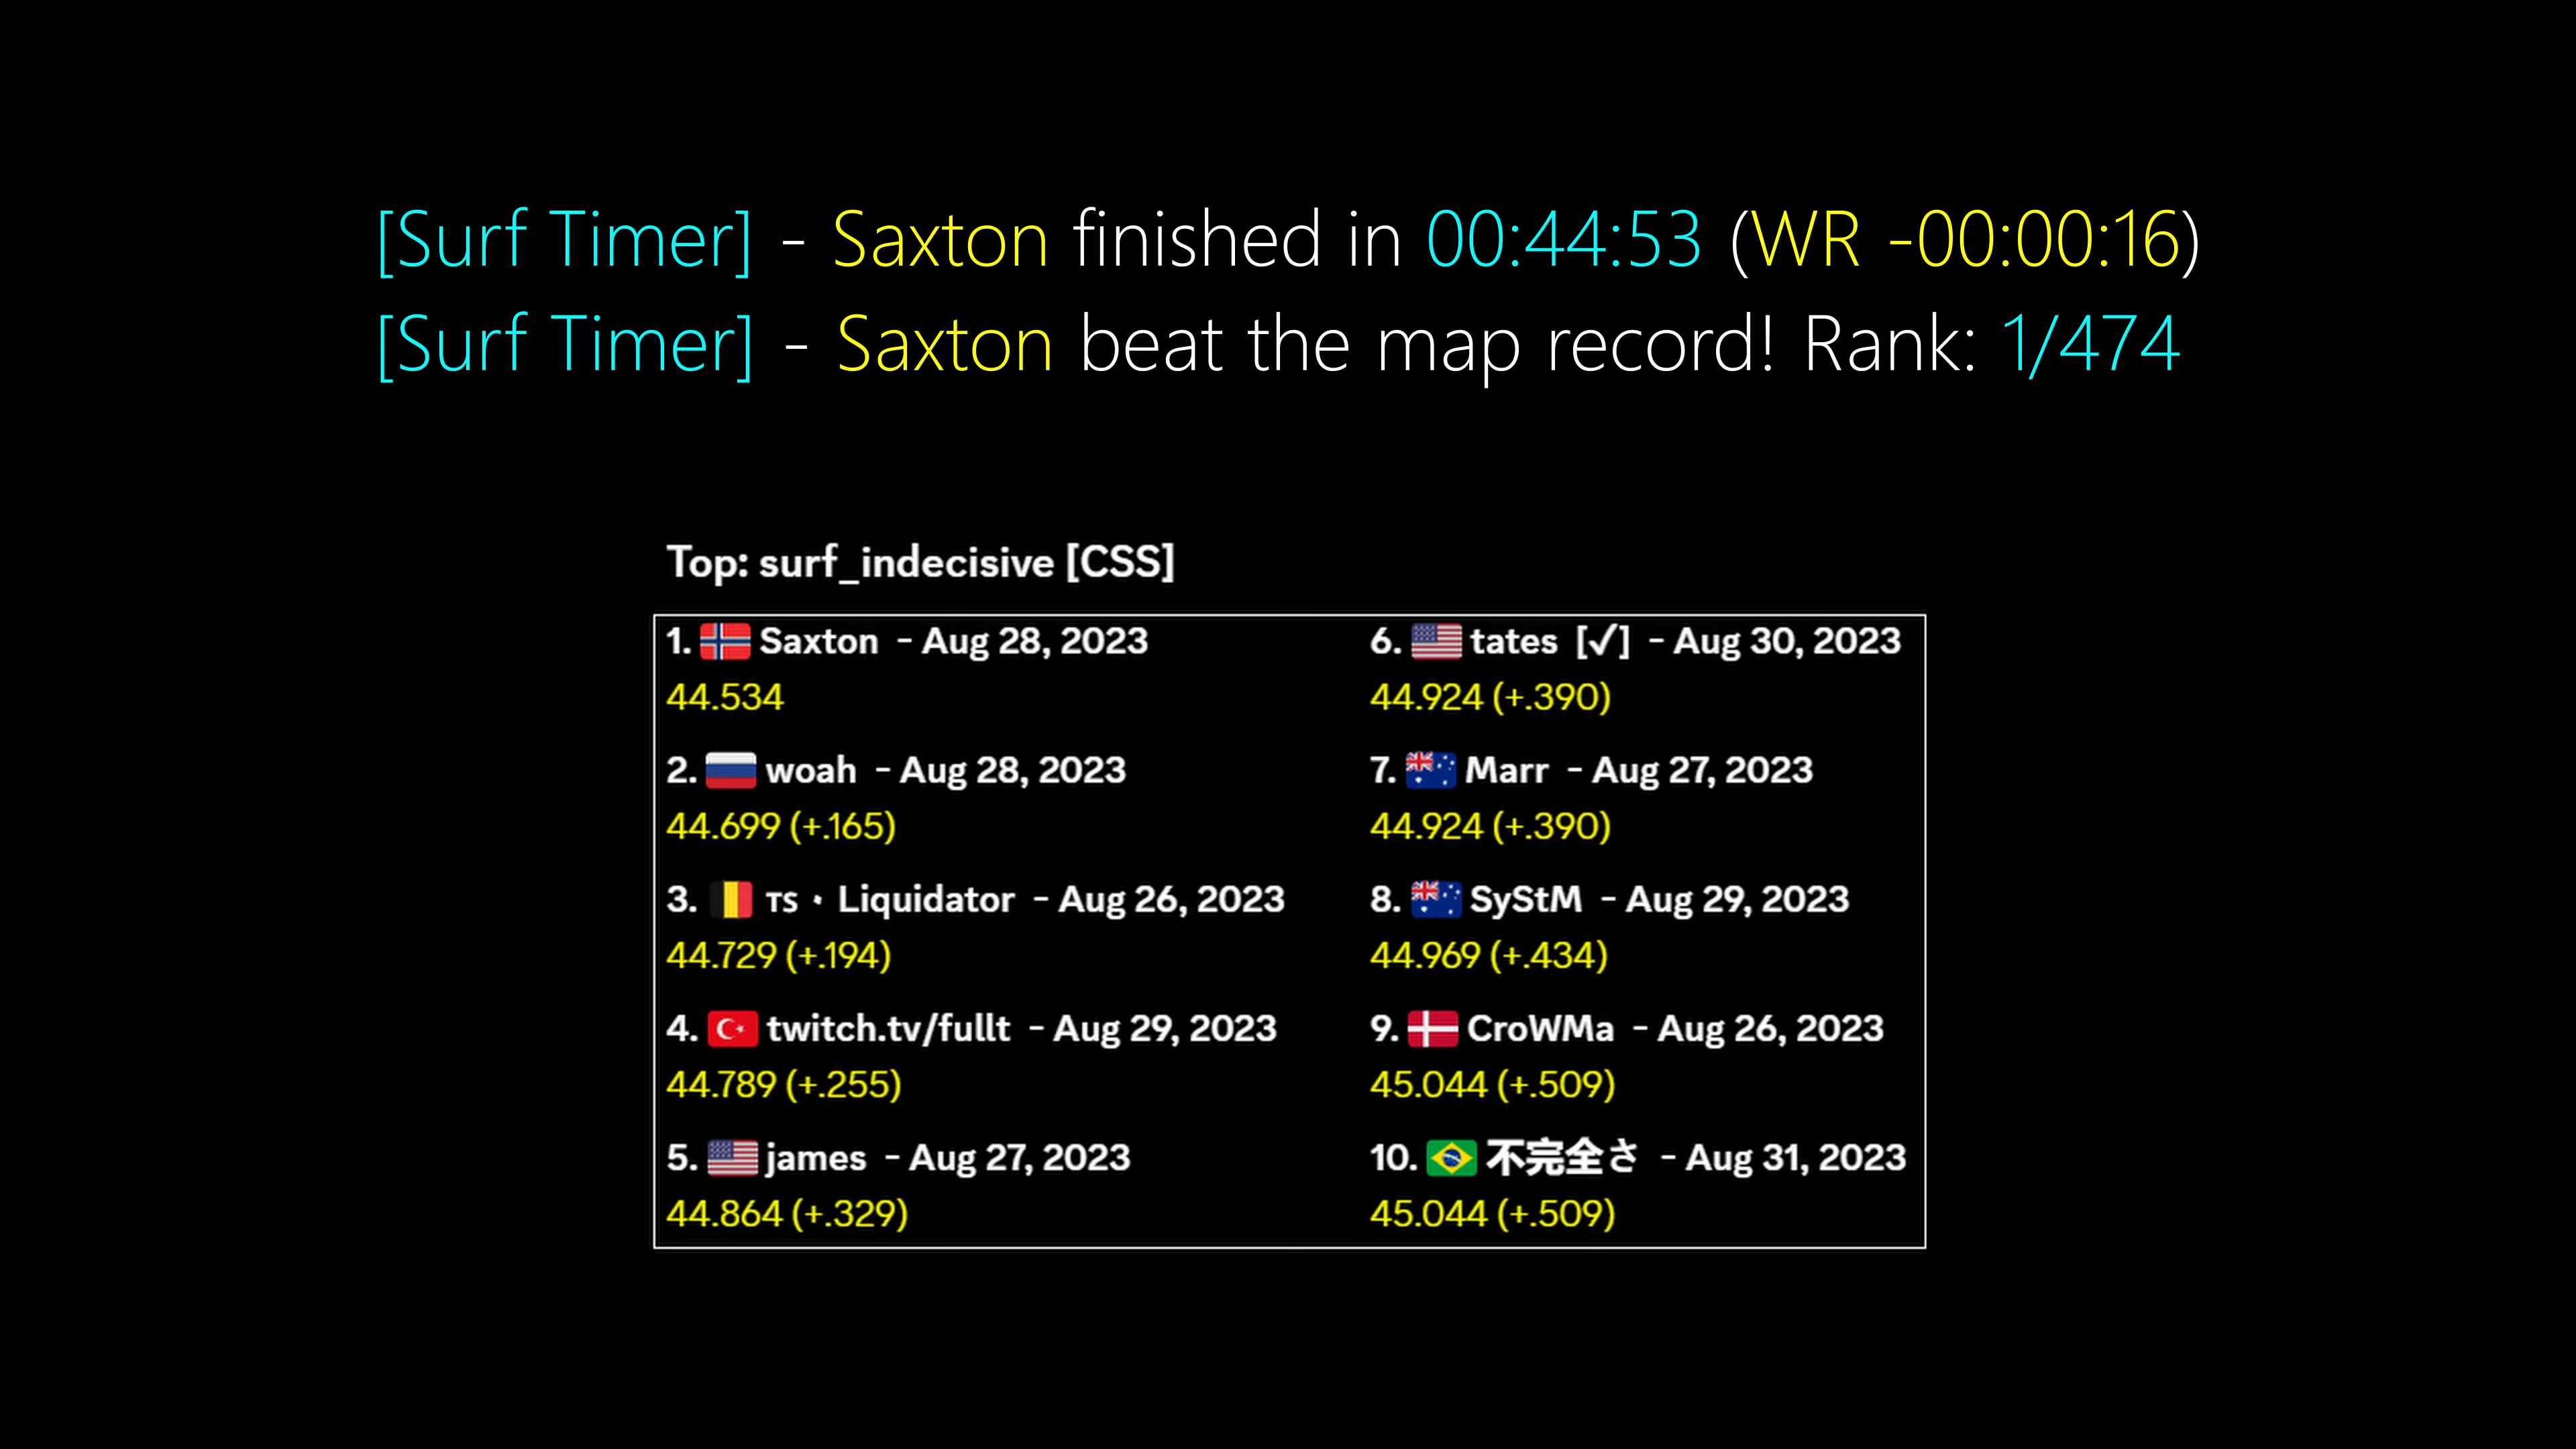 [Surf Timer] - Saxton finished in 00:44:53 (WR -00:00:16)
[Surf Timer] - Saxton beat the map record! Rank: 1/474
Top: surf_indecisive [CSS]
1. Saxton - Aug 28, 2023
44.534
2. woah - Aug 28, 2023
44.699 (+.165)
3. ᴛs ⬩ Liquidator - Aug 26, 2023
44.729 (+.194)
4. twitch.tv/fullt - Aug 29, 2023
44.789 (+.255)
5. james - Aug 27, 2023
44.864 (+.329)
6. tates [✓] - Aug 30, 2023
44.924 (+.390)
7. Marr - Aug 27, 2023
44.924 (+.390)
8. SyStM - Aug 29, 2023
44.969 (+.434)
9. CroWMa - Aug 26, 2023
45.044 (+.509)
10. 不完全さ - Aug 31, 2023
45.044 (+.509)